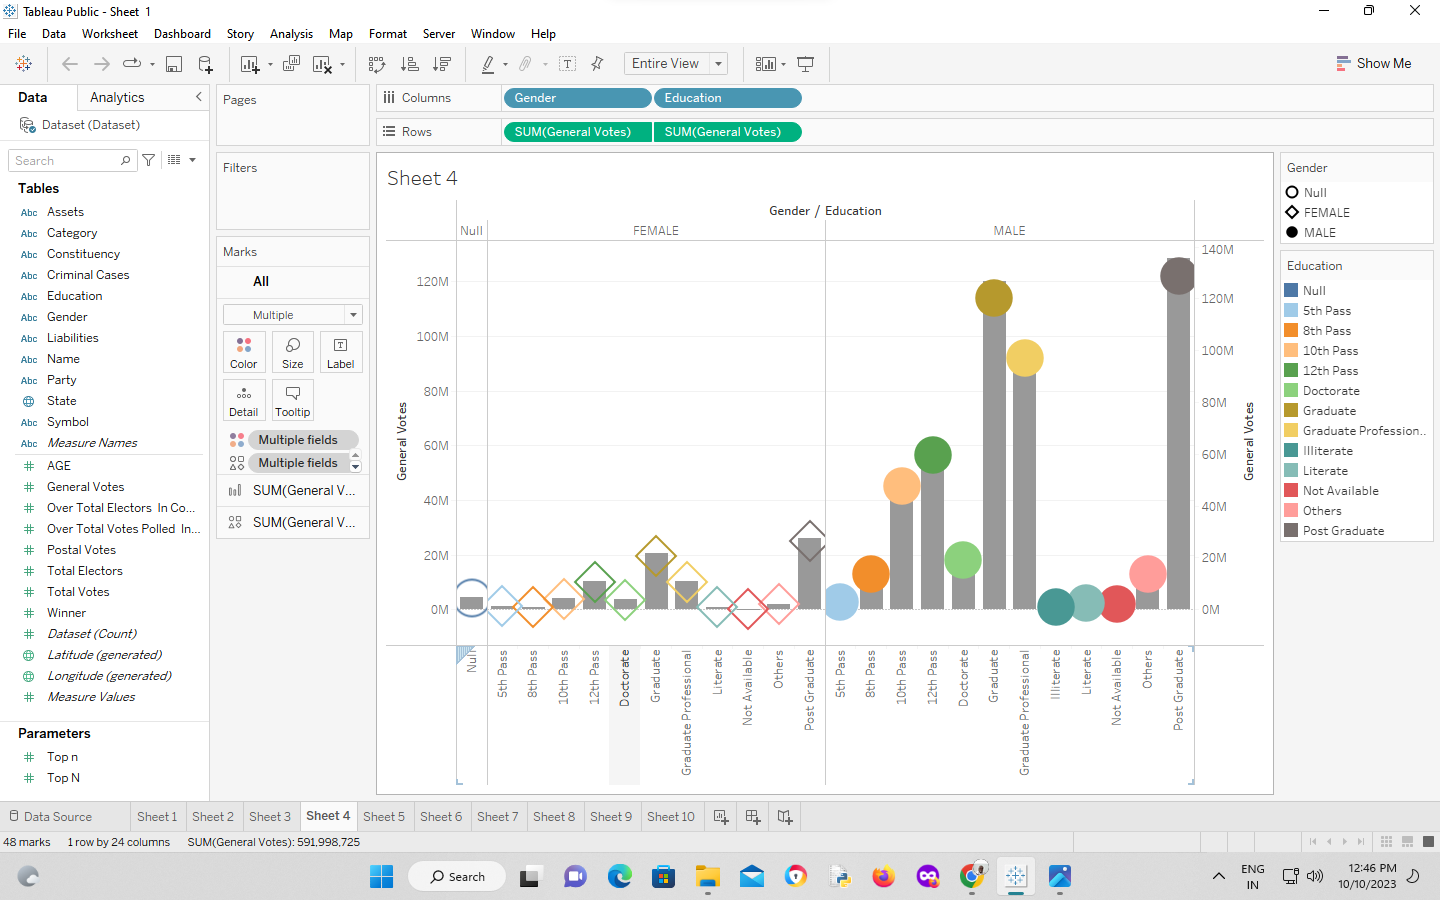 Tableau Public - Sheet 1
File Data Worksheet Dashboard Story Analysis Map Format Server Window Help
Entire View
Show Me
Data Analytics
Dataset (Dataset)
Search
Tables
Abc Assets
Abc Category
Abc Constituency
Abc Criminal Cases
Abc Education
Abc Gender
Abc Liabilities
Abc Name
Abc Party
State
Abc Symbol
Abc Measure Names
AGE
General Votes
Over Total Electors In Co...
Over Total Votes Polled In...
Postal Votes
Total Electors
Total Votes
Winner
Dataset (Count)
Latitude (generated)
Longitude (generated)
Measure Values
Parameters
Top n
Top N
Pages
Filters
Marks
All
Multiple
Color Size Label
Detail Tooltip
Multiple fields
Multiple fields
SUM(General V...
SUM(General V...
Columns Gender Education
Rows SUM(General Votes) SUM(General Votes)
Sheet 4
Gender / Education
Null FEMALE MALE
General Votes
120M
100M
80M
60M
40M
20M
0M
140M
120M
100M
80M
60M
40M
20M
0M
General Votes
Null
5th Pass
8th Pass
10th Pass
12th Pass
Doctorate
Graduate
Graduate Professional
Literate
Not Available
Others
Post Graduate
5th Pass
8th Pass
10th Pass
12th Pass
Doctorate
Graduate
Graduate Professional
Illiterate
Literate
Not Available
Others
Post Graduate
Gender
Null
FEMALE
MALE
Education
Null
5th Pass
8th Pass
10th Pass
12th Pass
Doctorate
Graduate
Graduate Profession..
Illiterate
Literate
Not Available
Others
Post Graduate
Data Source Sheet 1 Sheet 2 Sheet 3 Sheet 4 Sheet 5 Sheet 6 Sheet 7 Sheet 8 Sheet 9 Sheet 10
48 marks 1 row by 24 columns SUM(General Votes): 591,998,725
Search
ENG
IN
12:46 PM
10/10/2023